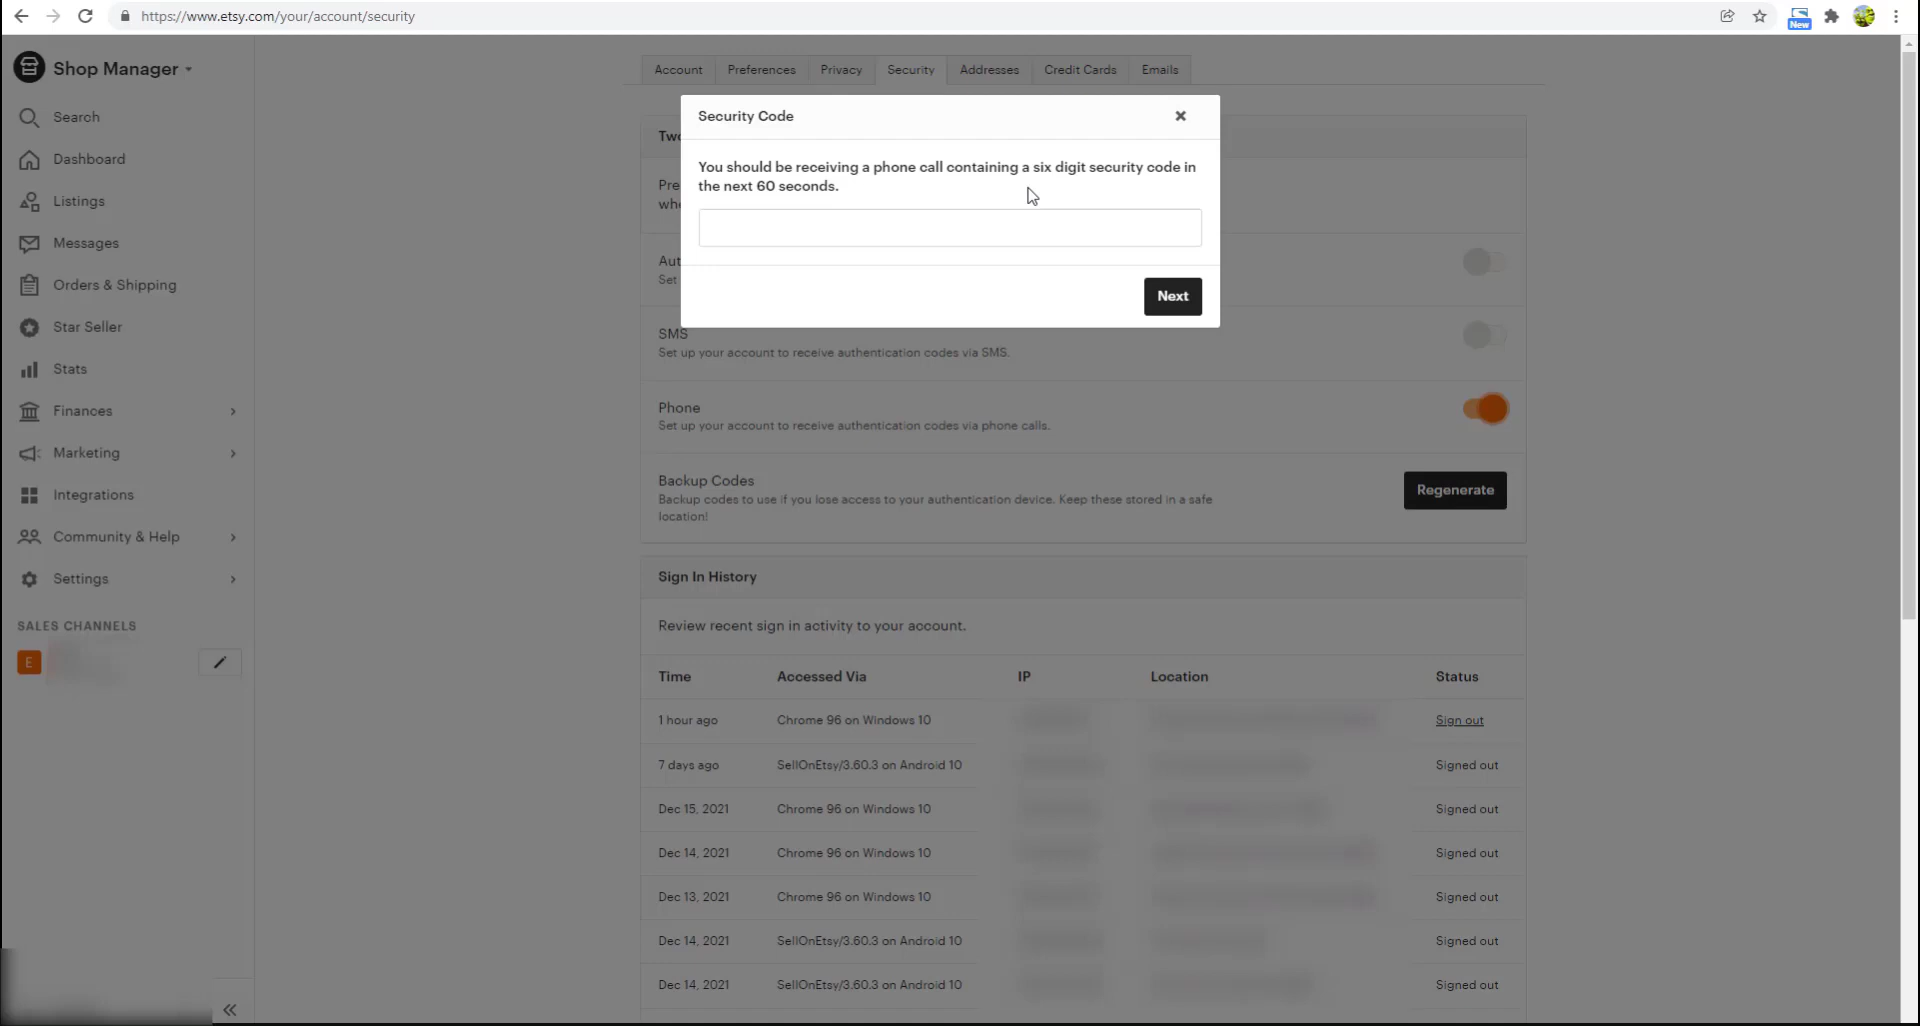 https://www.etsy.com/your/account/security
New
Shop Manager
Search
Dashboard
Listings
Messages
Orders & Shipping
Star Seller
Stats
Finances
Marketing
Integrations
Community & Help
Settings
SALES CHANNELS
E
Account Preferences Privacy Security Addresses Credit Cards Emails
Security Code
You should be receiving a phone call containing a six digit security code in
the next 60 seconds.
Next
SMS
Set up your account to receive authentication codes via SMS.
Phone
Set up your account to receive authentication codes via phone calls.
Backup Codes
Backup codes to use if you lose access to your authentication device. Keep these stored in a safe
location!
Regenerate
Sign In History
Review recent sign in activity to your account.
Time Accessed Via IP Location Status
1 hour ago Chrome 96 on Windows 10 Sign out
7 days ago SellOnEtsy/3.60.3 on Android 10 Signed out
Dec 15, 2021 Chrome 96 on Windows 10 Signed out
Dec 14, 2021 Chrome 96 on Windows 10 Signed out
Dec 13, 2021 Chrome 96 on Windows 10 Signed out
Dec 14, 2021 SellOnEtsy/3.60.3 on Android 10 Signed out
Dec 14, 2021 SellOnEtsy/3.60.3 on Android 10 Signed out